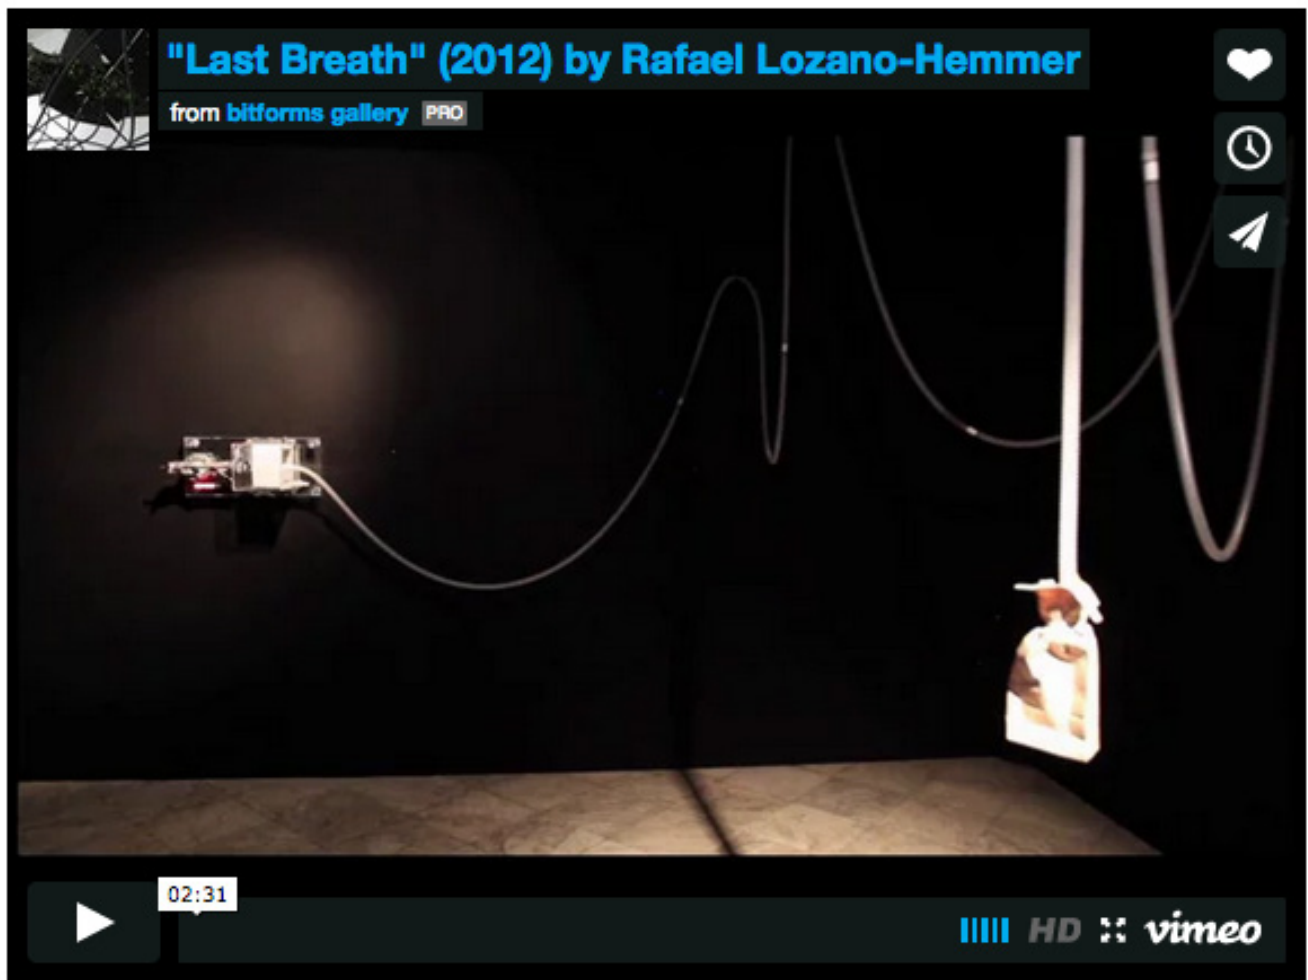 "Last Breath" (2012) by Rafael Lozano-Hemmer
from bitforms gallery PRO
02:31
HD vimeo